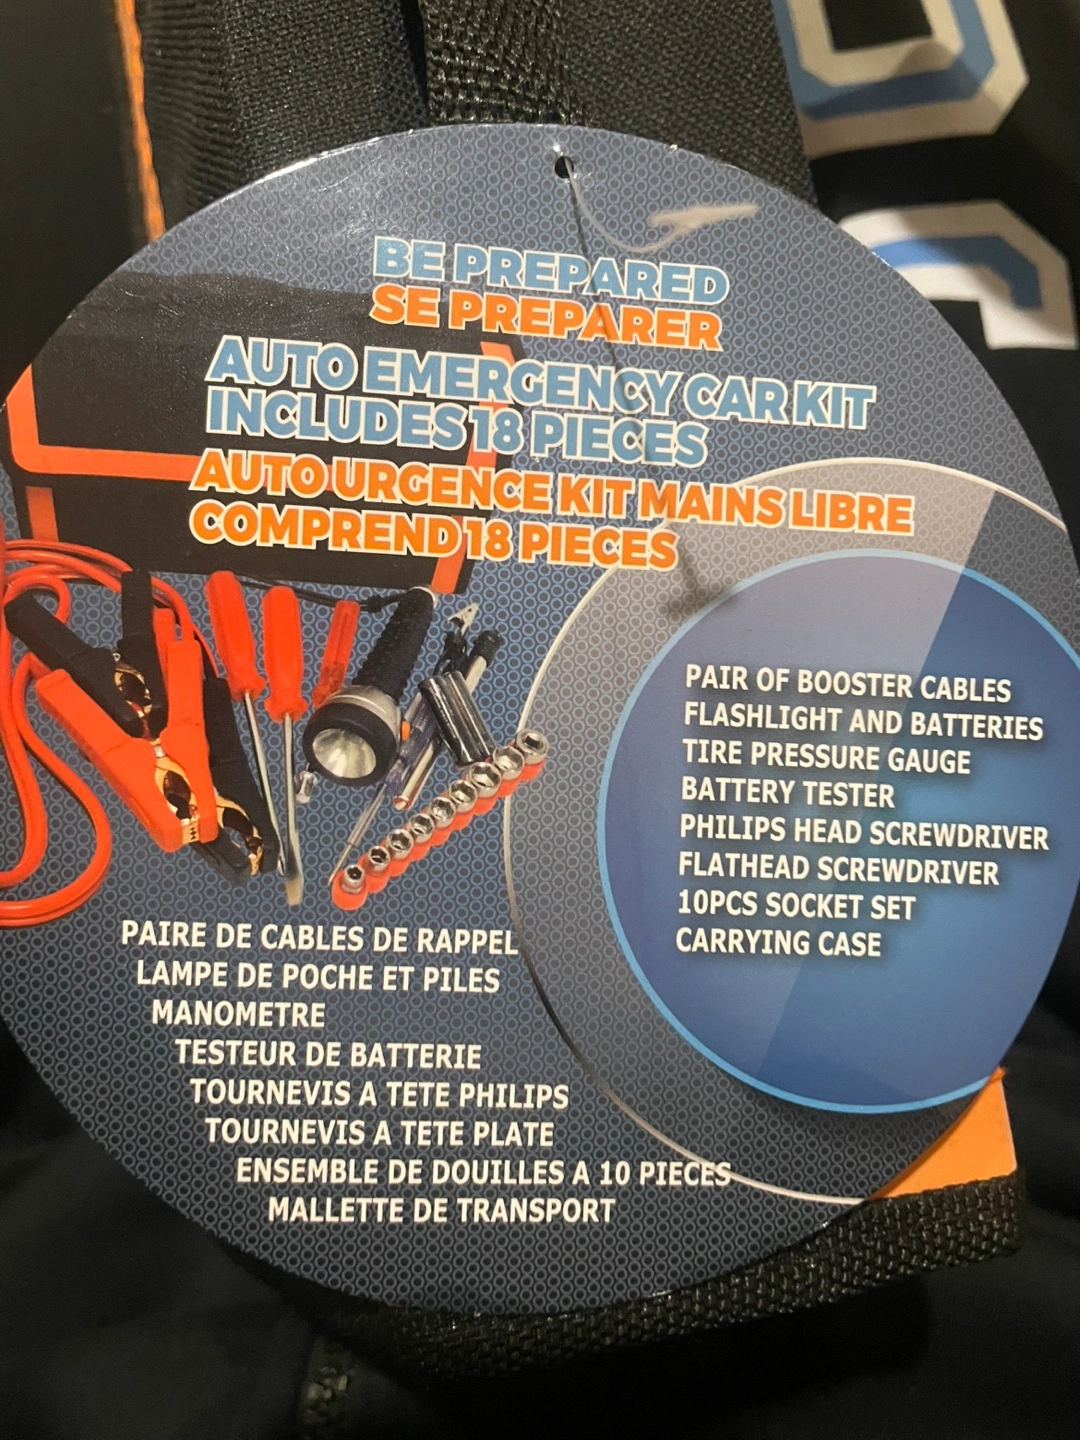 BE PREPARED
SE PREPARER
AUTO EMERGENCY CAR KIT
INCLUDES 18 PIECES
AUTO URGENCE KIT MAINS LIBRE
COMPREND 18 PIECES
PAIR OF BOOSTER CABLES
FLASHLIGHT AND BATTERIES
TIRE PRESSURE GAUGE
BATTERY TESTER
PHILIPS HEAD SCREWDRIVER
FLATHEAD SCREWDRIVER
10PCS SOCKET SET
CARRYING CASE
PAIRE DE CABLES DE RAPPEL
LAMPE DE POCHE ET PILES
MANOMETRE
TESTEUR DE BATTERIE
TOURNEVIS A TETE PHILIPS
TOURNEVIS A TETE PLATE
ENSEMBLE DE DOUILLES A 10 PIECES
MALLETTE DE TRANSPORT